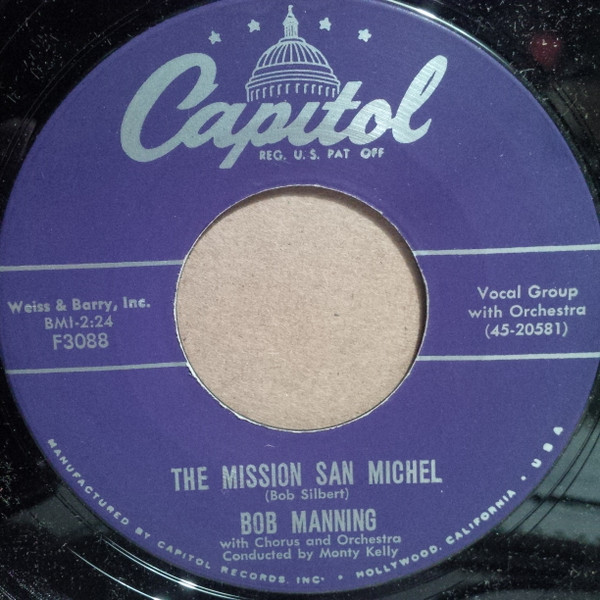 Capitol
REG. U.S. PAT OFF
Weiss & Barry, Inc.
BMI-2:24
F3088
Vocal Group
with Orchestra
(45-20581)
THE MISSION SAN MICHEL
(Bob Silbert)
BOB MANNING
with Chorus and Orchestra
Conducted by Monty Kelly
MANUFACTURED BY CAPITOL RECORDS, INC. • HOLLYWOOD, CALIFORNIA • USA